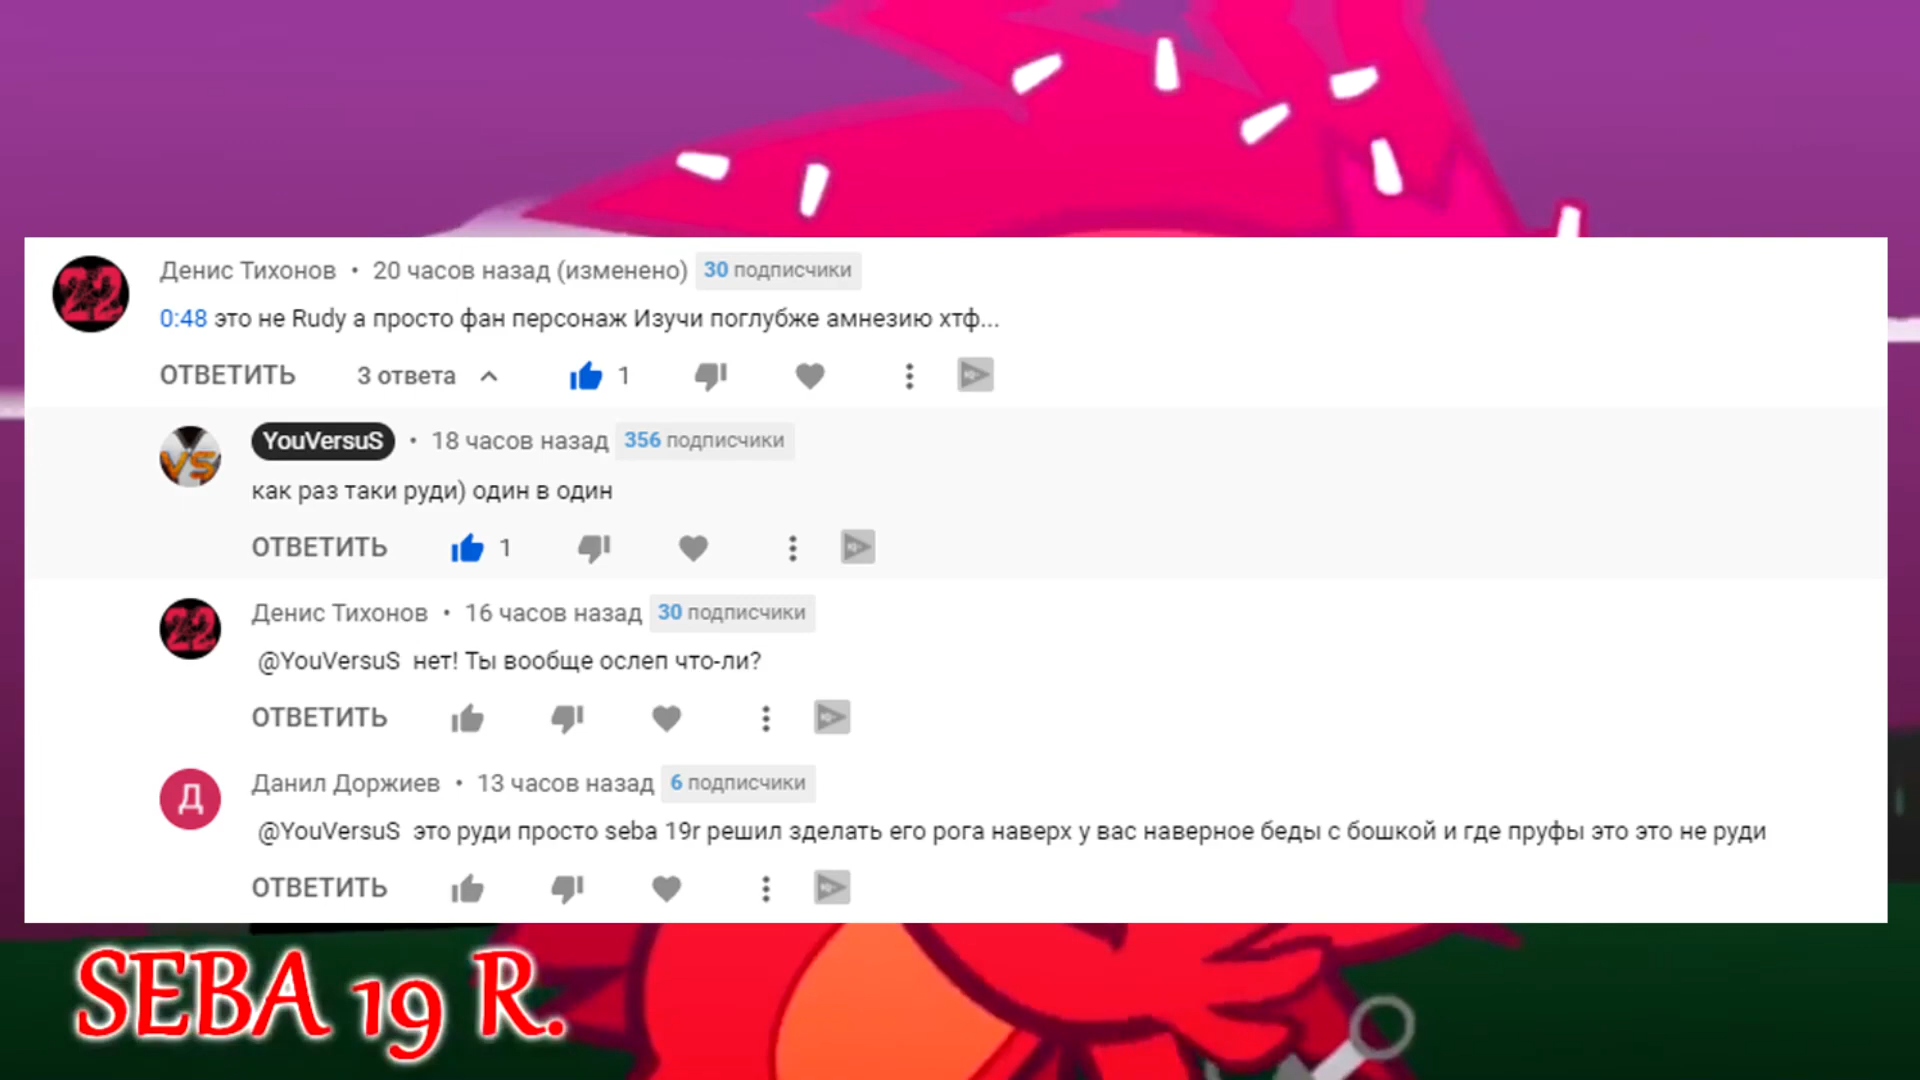 Денис Тихонов • 20 часов назад (изменено) 30 подписчики
0:48 это не Rudy а просто фан персонаж Изучи поглубже амнезию хтф...
ОТВЕТИТЬ 3 ответа 1
YouVersuS • 18 часов назад 356 подписчики
VS
как раз таки руди) один в один
ОТВЕТИТЬ 1
Денис Тихонов • 16 часов назад 30 подписчики
@YouVersuS нет! Ты вообще ослеп что-ли?
ОТВЕТИТЬ
Данил Доржиев • 13 часов назад 6 подписчики
Д
@YouVersuS это руди просто seba 19r решил зделать его рога наверх у вас наверное беды с бошкой и где пруфы это это не руди
ОТВЕТИТЬ
SEBA 19 R.